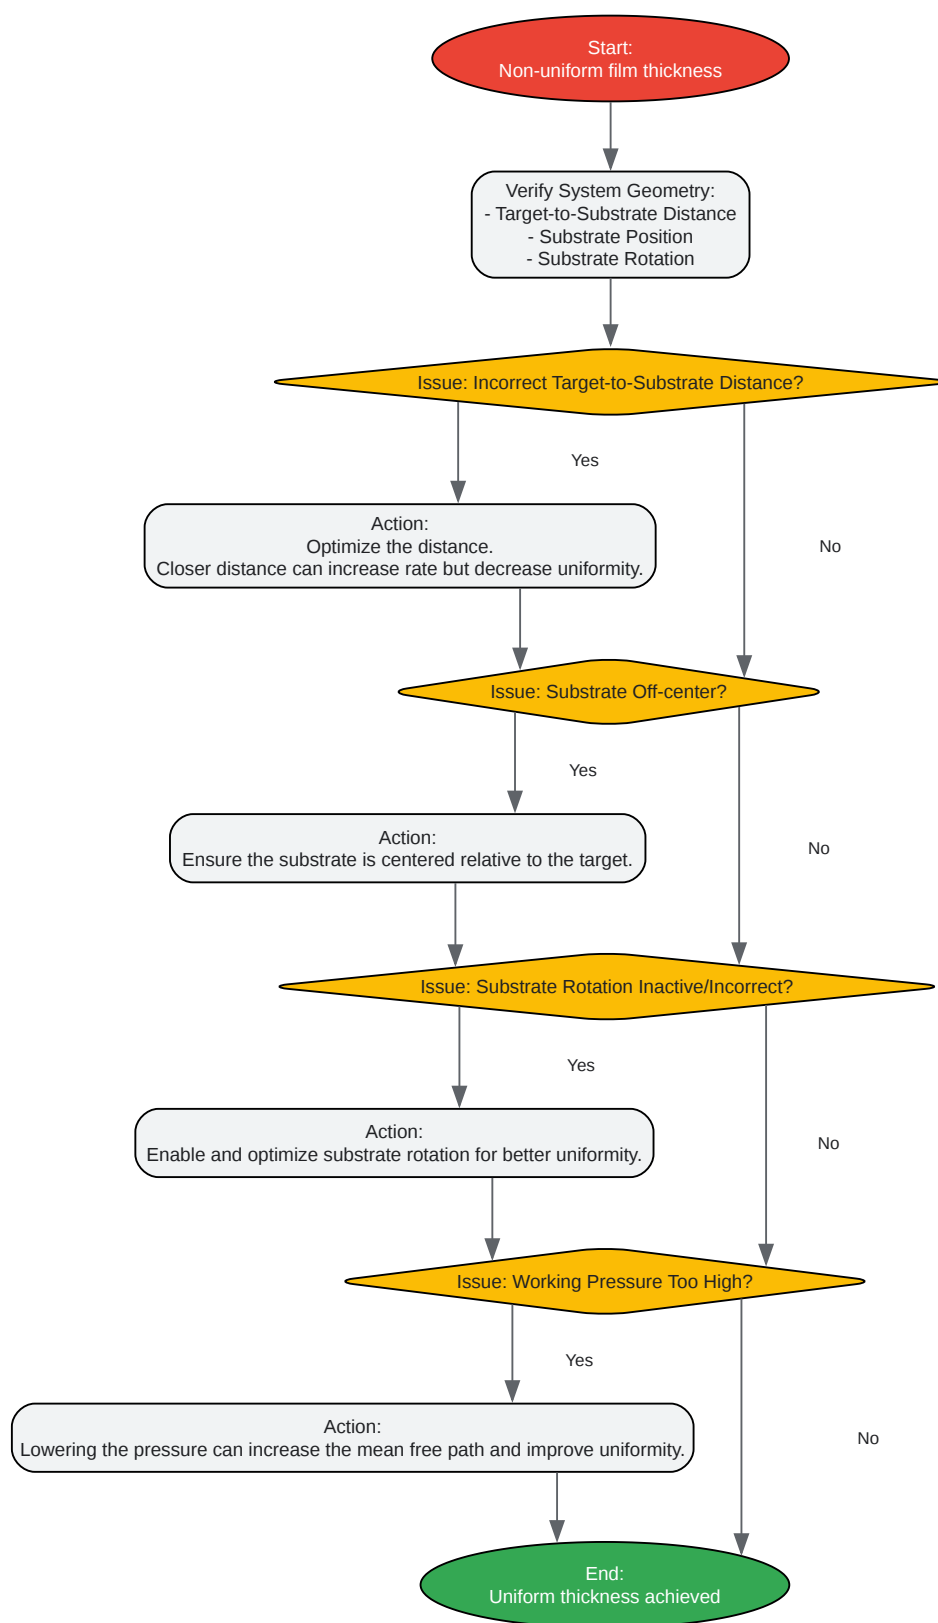 Start:
Non-uniform film thickness
Verify System Geometry:
- Target-to-Substrate Distance
- Substrate Position
- Substrate Rotation
Issue: Incorrect Target-to-Substrate Distance?
Yes
Action:
Optimize the distance.
Closer distance can increase rate but decrease uniformity.
No
Issue: Substrate Off-center?
Yes
Action:
Ensure the substrate is centered relative to the target.
No
Issue: Substrate Rotation Inactive/Incorrect?
Yes
Action:
Enable and optimize substrate rotation for better uniformity.
No
Issue: Working Pressure Too High?
Yes
Action:
Lowering the pressure can increase the mean free path and improve uniformity.
No
End:
Uniform thickness achieved